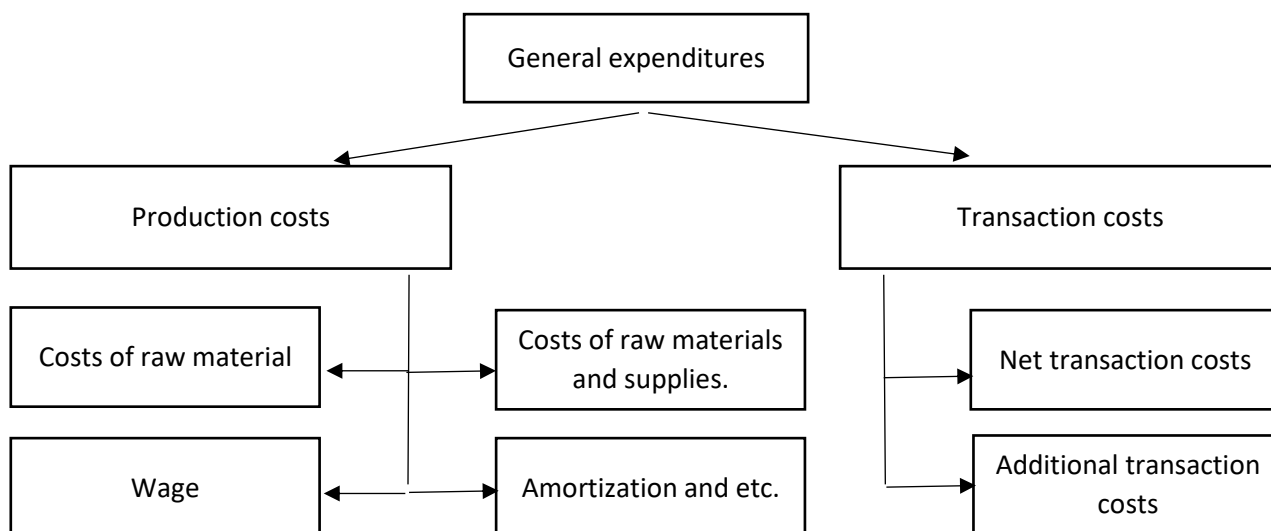 General expenditures
Production costs
Transaction costs
Costs of raw material
Costs of raw materials
and supplies.
Net transaction costs
Wage
Amortization and etc.
Additional transaction
costs